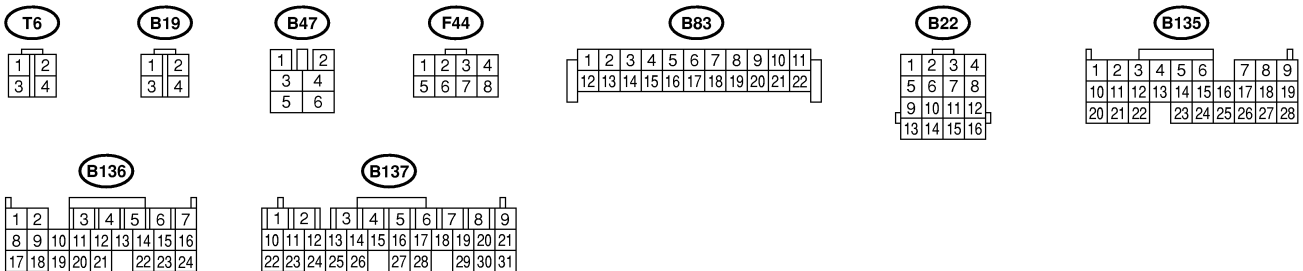 T6 B19 B47 F44 B83 B22 B135
1 2
3 4
1 2
3 4
1 2
3 4
5 6
1 2 3 4
5 6 7 8
1 2 3 4 5 6 7 8 9 10 11
12 13 14 15 16 17 18 19 20 21 22
1 2 3 4
5 6 7 8
9 10 11 12
13 14 15 16
1 2 3 4 5 6 7 8 9
10 11 12 13 14 15 16 17 18 19
20 21 22 23 24 25 26 27 28
B136 B137
1 2 3 4 5 6 7
8 9 10 11 12 13 14 15 16
17 18 19 20 21 22 23 24
1 2 3 4 5 6 7 8 9
10 11 12 13 14 15 16 17 18 19 20 21
22 23 24 25 26 27 28 29 30 31